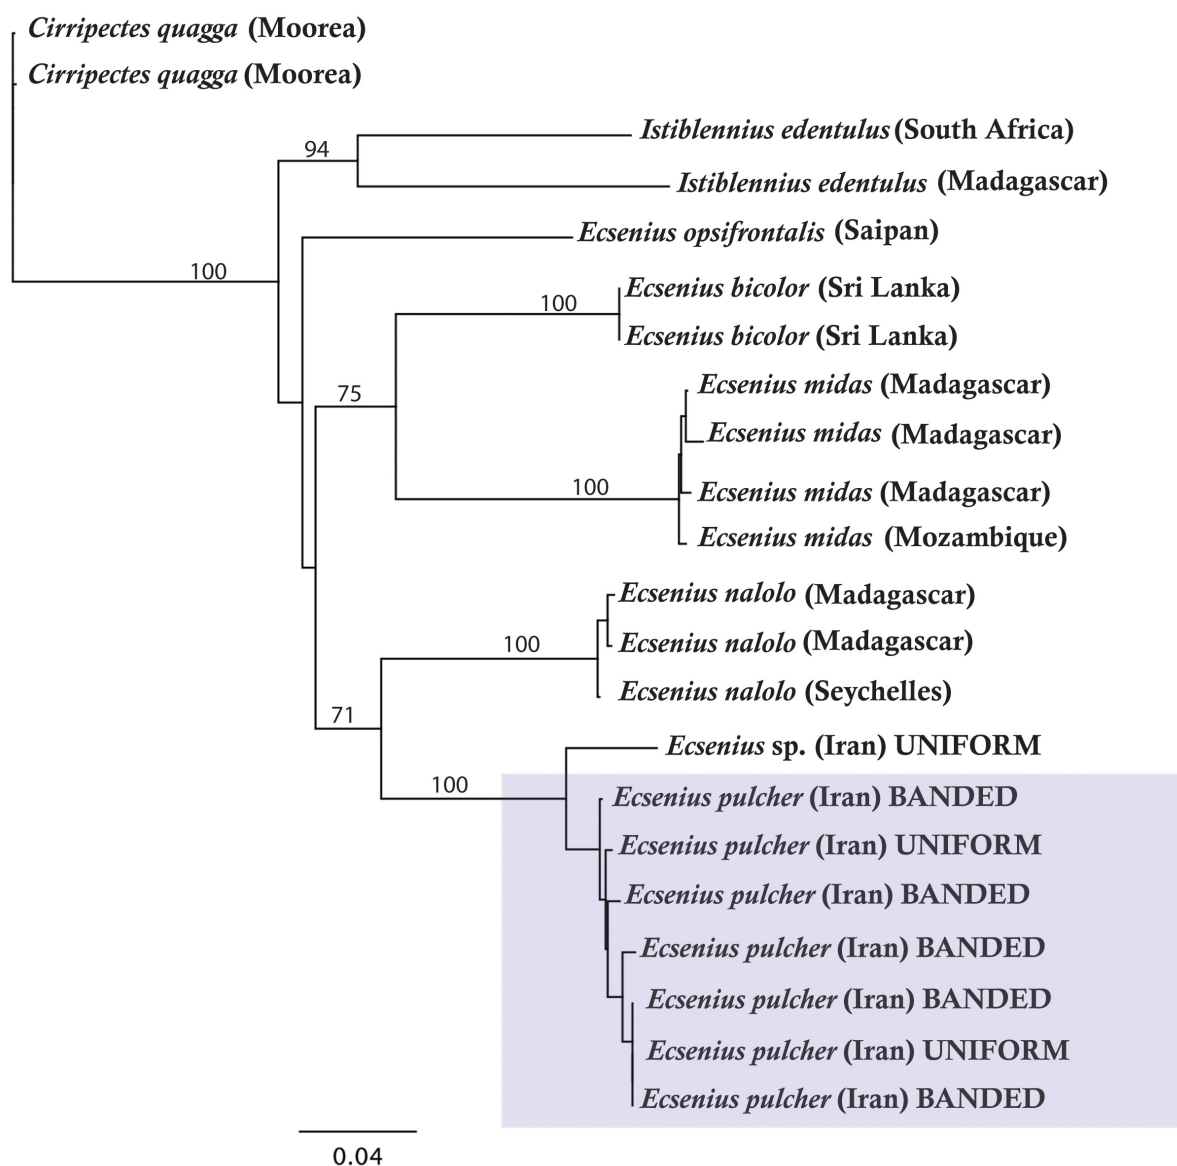 Cirripectes quagga (Moorea)
Cirripectes quagga (Moorea)
Istiblennius edentulus (South Africa)
94
Istiblennius edentulus (Madagascar)
Ecsenius opsifrontalis (Saipan)
100
Ecsenius bicolor (Sri Lanka)
100
Ecsenius bicolor (Sri Lanka)
Ecsenius midas (Madagascar)
75
Ecsenius midas (Madagascar)
100
Ecsenius midas (Madagascar)
Ecsenius midas (Mozambique)
Ecsenius nalolo (Madagascar)
100
Ecsenius nalolo (Madagascar)
Ecsenius nalolo (Seychelles)
71
Ecsenius sp. (Iran) UNIFORM
100
Ecsenius pulcher (Iran) BANDED
Ecsenius pulcher (Iran) UNIFORM
Ecsenius pulcher (Iran) BANDED
Ecsenius pulcher (Iran) BANDED
Ecsenius pulcher (Iran) BANDED
Ecsenius pulcher (Iran) UNIFORM
Ecsenius pulcher (Iran) BANDED
0.04